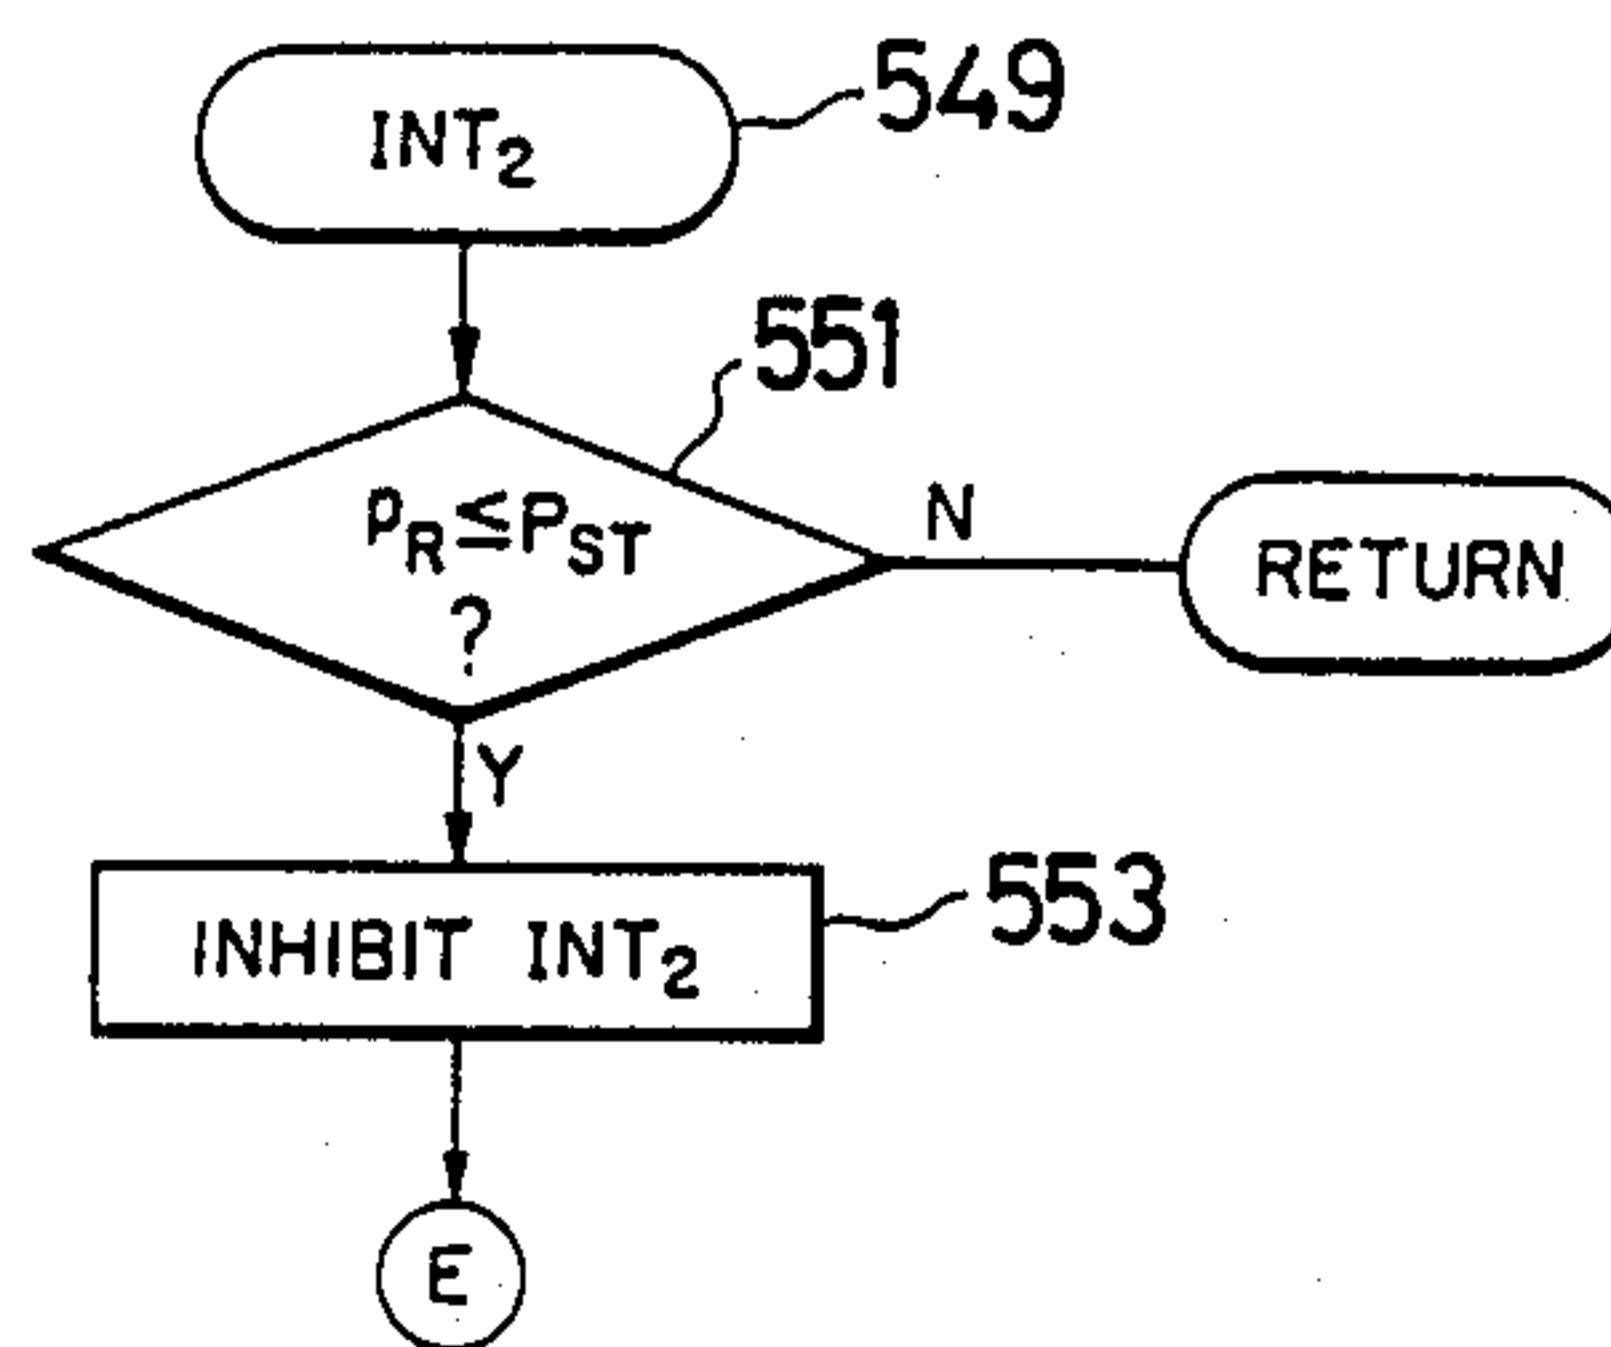 INT₂
549
551
pR≤PST
?
N
RETURN
Y
INHIBIT INT₂
553
E